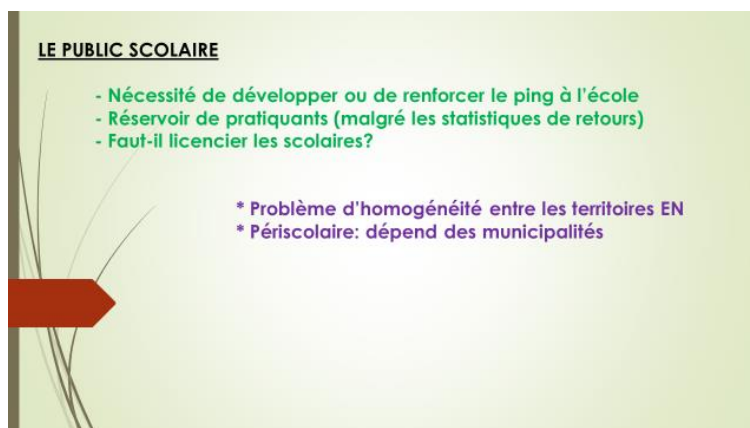 LE PUBLIC SCOLAIRE
- Nécessité de développer ou de renforcer le ping à l'école
- Réservoir de pratiquants (malgré les statistiques de retours)
- Faut-il licencier les scolaires?
* Problème d'homogénéité entre les territoires EN
* Périscolaire: dépend des municipalités